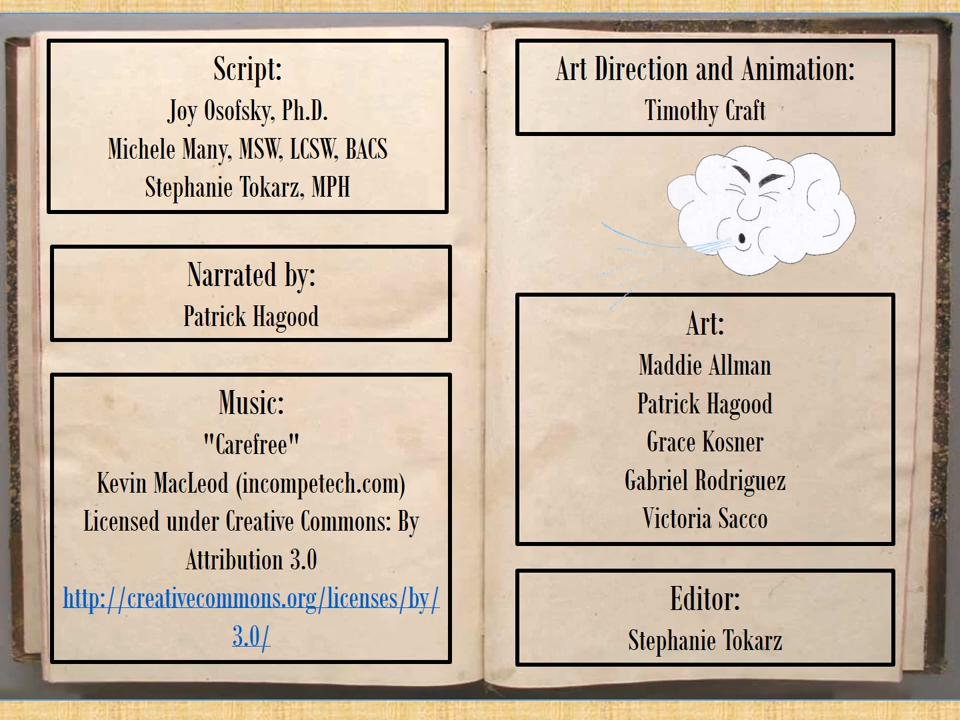 Script:
Joy Osofsky, Ph.D.
Michele Many, MSW, LCSW, BACS
Stephanie Tokarz, MPH
Narrated by:
Patrick Hagood
Music:
"Carefree"
Kevin MacLeod (incompetech.com)
Licensed under Creative Commons: By
Attribution 3.0
http://creativecommons.org/licenses/by/
3.0/
Art Direction and Animation:
Timothy Craft
Art:
Maddie Allman
Patrick Hagood
Grace Kosner
Gabriel Rodriguez
Victoria Sacco
Editor:
Stephanie Tokarz